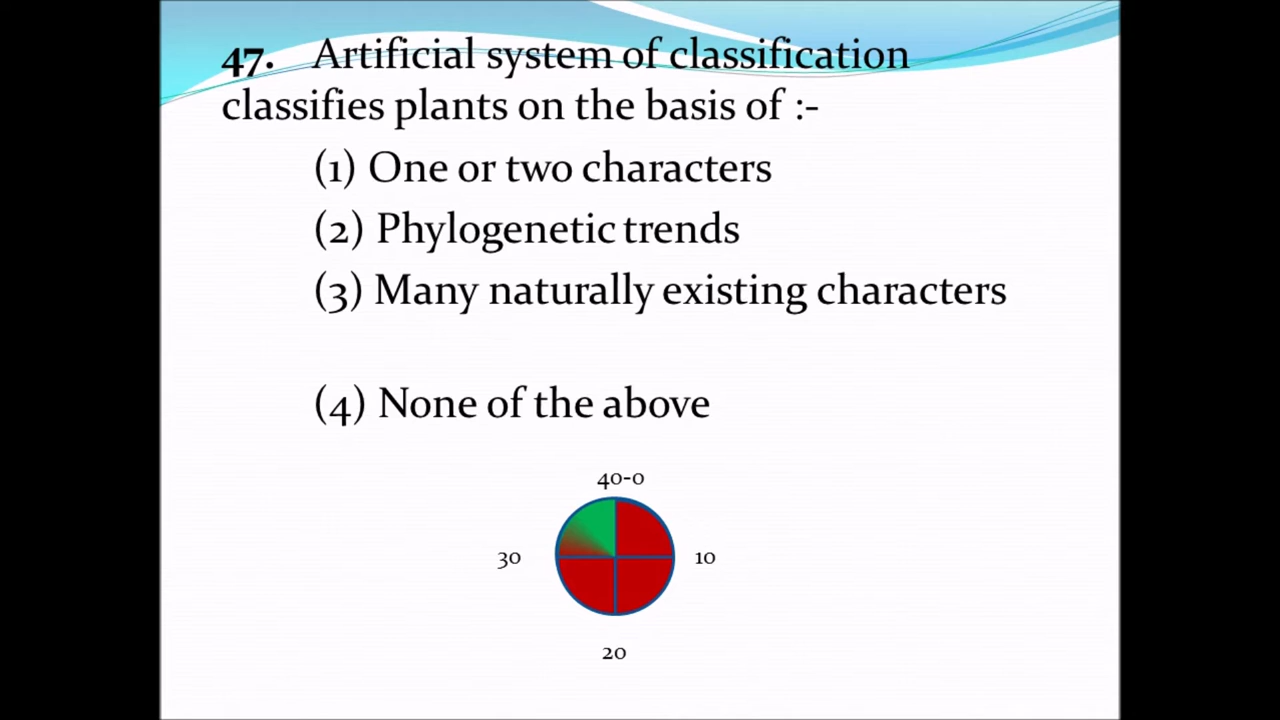 47. Artificial system of classification
classifies plants on the basis of :-
(1) One or two characters
(2) Phylogenetic trends
(3) Many naturally existing characters
(4) None of the above
40-0
30
10
20